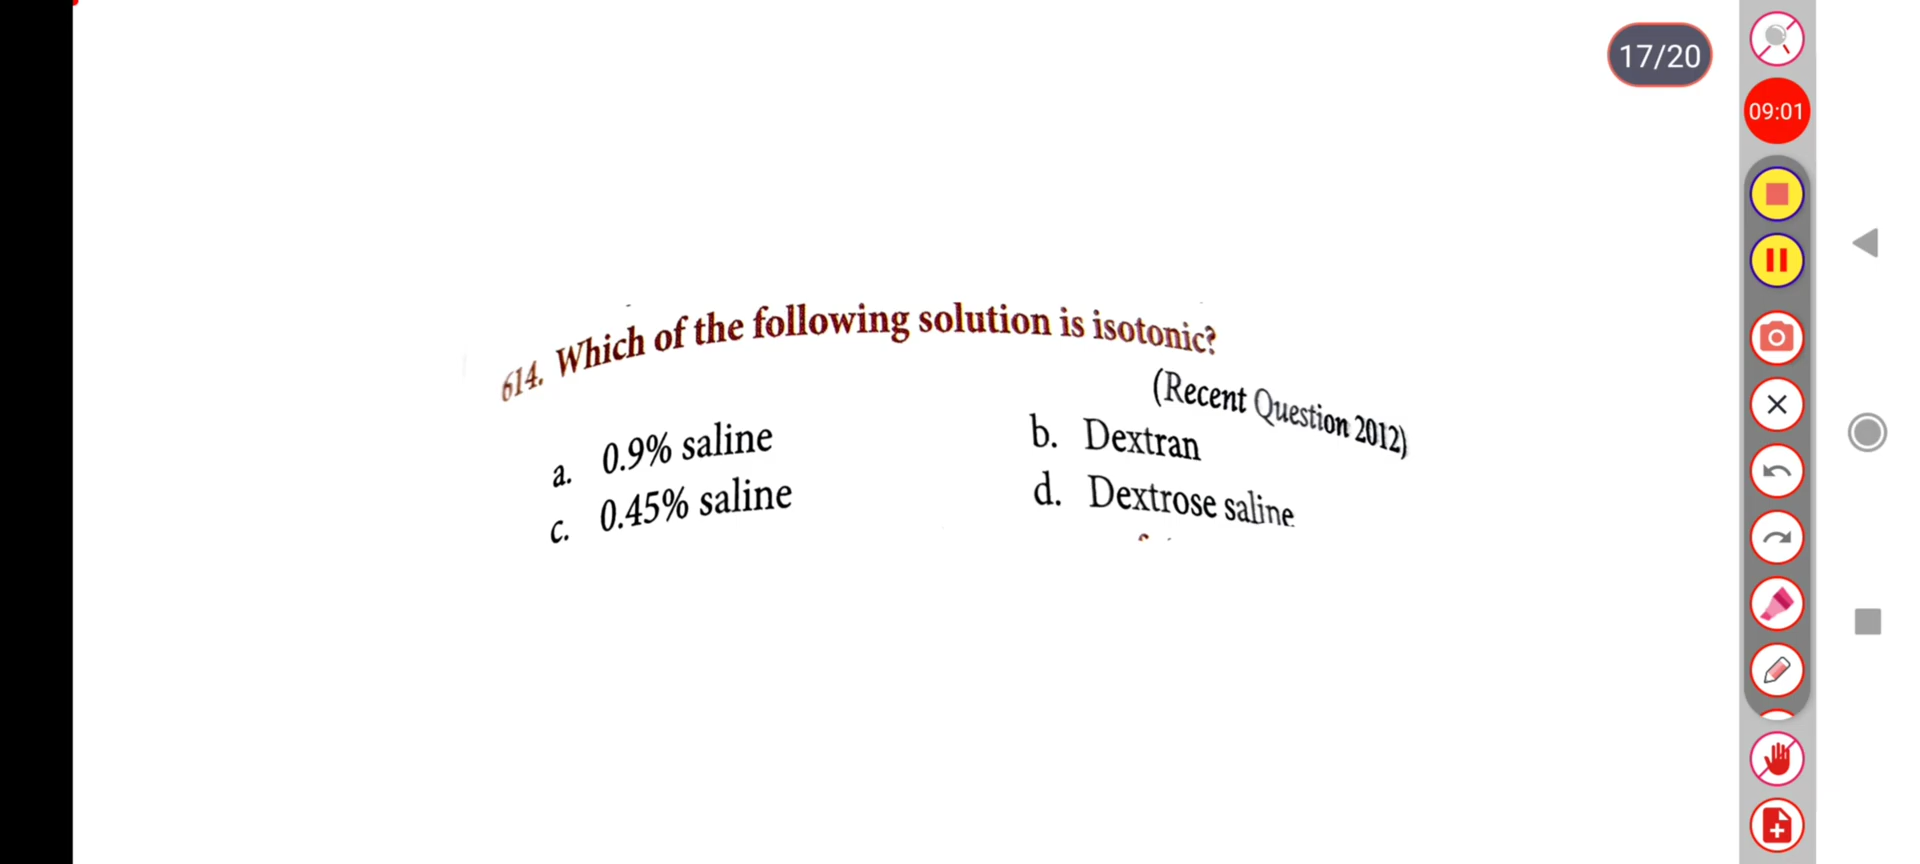 17/20
09:01
614. Which of the following solution is isotonic?
(Recent Question 2012)
a. 0.9% saline b. Dextran
c. 0.45% saline d. Dextrose saline